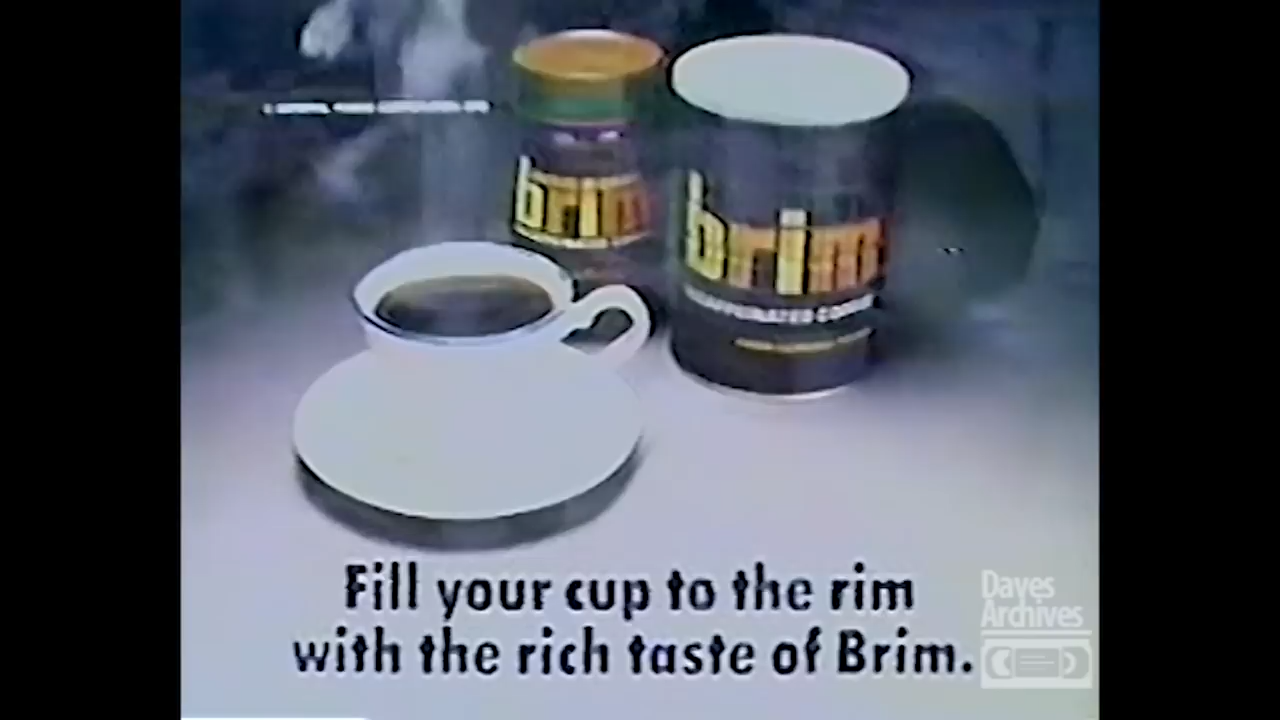 brim
brim
DECAFFEINATED COFFEE
Fill your cup to the rim
with the rich taste of Brim.
Daves
Archives